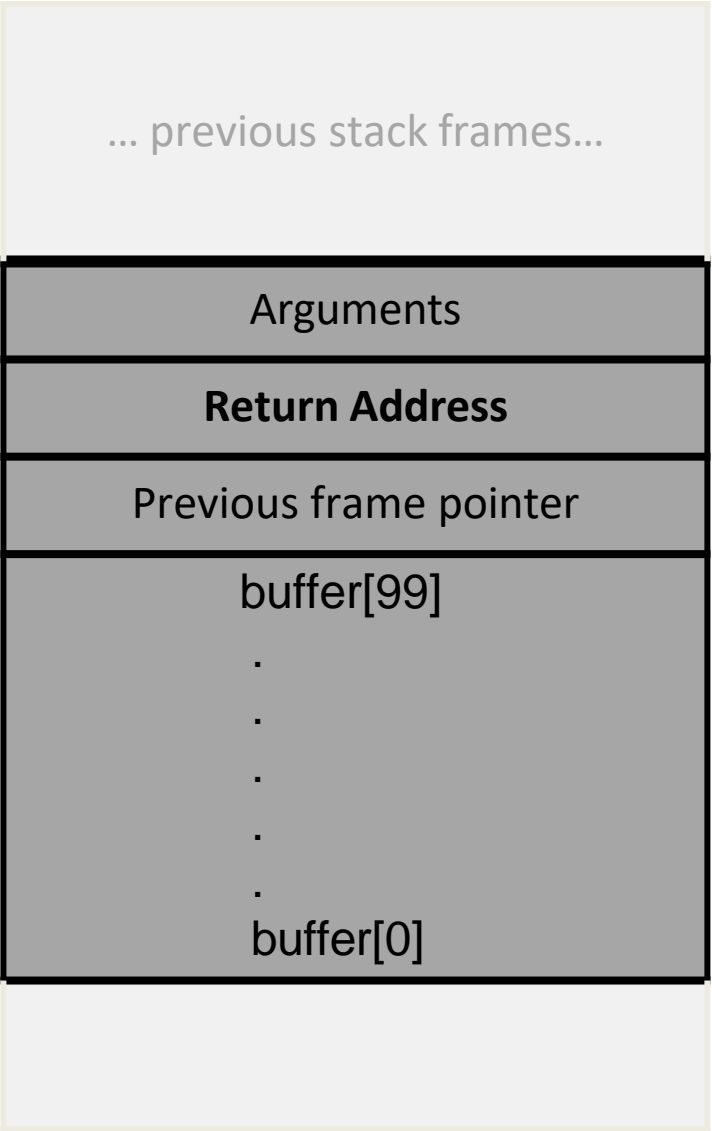 ... previous stack frames...
Arguments
Return Address
Previous frame pointer
buffer[99]
.
.
.
.
.
buffer[0]